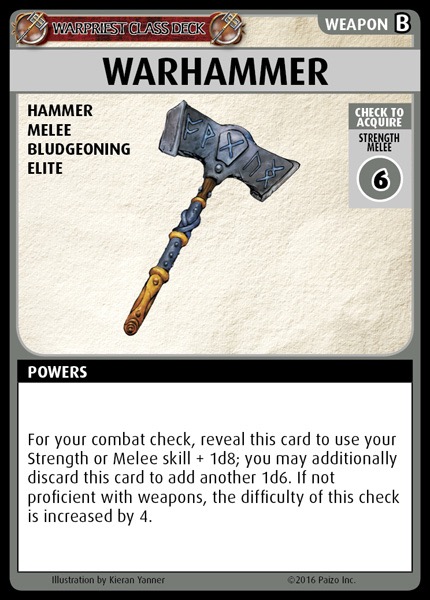 WARPRIEST CLASS DECK
WEAPON B
WARHAMMER
HAMMER
MELEE
BLUDGEONING
ELITE
CHECK TO
ACQUIRE
STRENGTH
MELEE
6
POWERS
For your combat check, reveal this card to use your
Strength or Melee skill + 1d8; you may additionally
discard this card to add another 1d6. If not
proficient with weapons, the difficulty of this check
is increased by 4.
Illustration by Kieran Yanner ©2016 Paizo Inc.